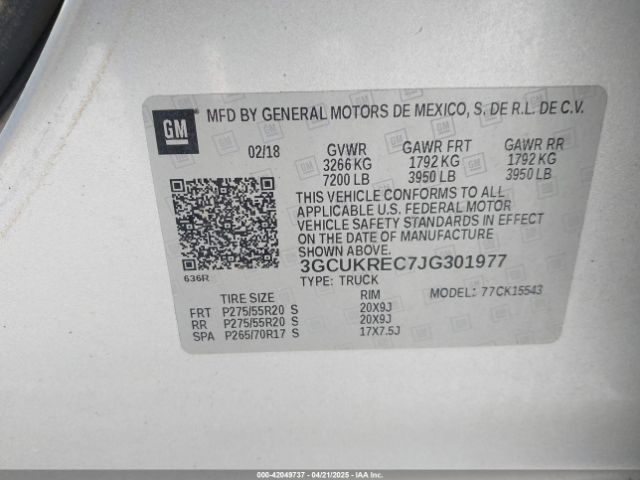 GM
MFD BY GENERAL MOTORS DE MEXICO, S. DE R.L. DE C.V.
02/18 GVWR GAWR FRT GAWR RR
3266 KG 1792 KG 1792 KG
7200 LB 3950 LB 3950 LB
THIS VEHICLE CONFORMS TO ALL
APPLICABLE U.S. FEDERAL MOTOR
VEHICLE SAFETY STANDARDS IN EFFECT
ON THE DATE OF MANUFACTURE SHOWN ABOVE.
3GCUKREC7JG301977
636R
TYPE: TRUCK MODEL: 77CK15543
TIRE SIZE RIM
FRT P275/55R20 S 20X9J
RR P275/55R20 S 20X9J
SPA P265/70R17 S 17X7.5J
000-42049737 - 04/21/2025 - IAAI.COM